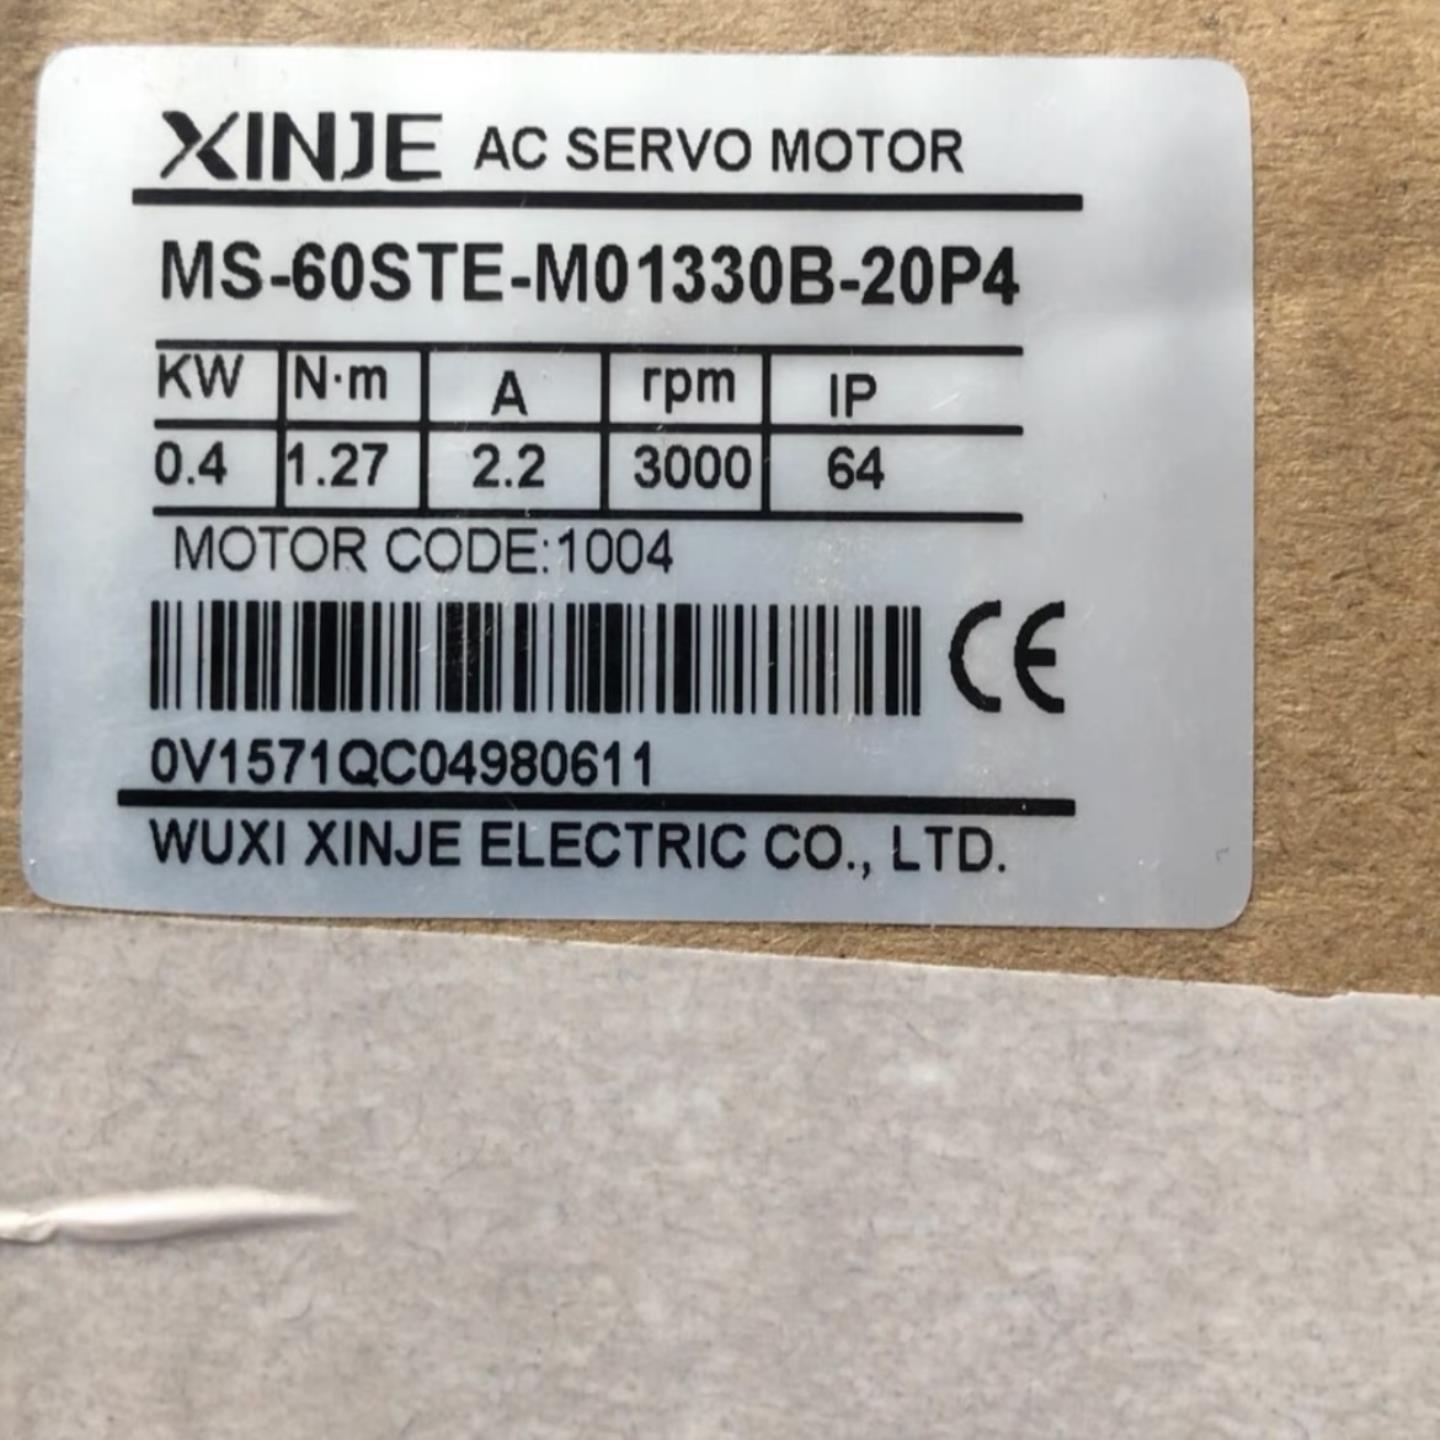 XINJE AC SERVO MOTOR
MS-60STE-M01330B-20P4
KW N·m A rpm IP
0.4 1.27 2.2 3000 64
MOTOR CODE:1004
CE
0V1571QC04980611
WUXI XINJE ELECTRIC CO., LTD.